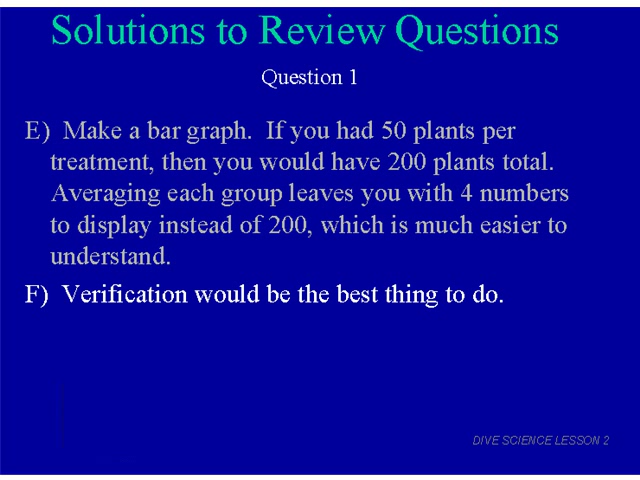 Solutions to Review Questions
Question 1
E) Make a bar graph. If you had 50 plants per
treatment, then you would have 200 plants total.
Averaging each group leaves you with 4 numbers
to display instead of 200, which is much easier to
understand.
F) Verification would be the best thing to do.
DIVE SCIENCE LESSON 2